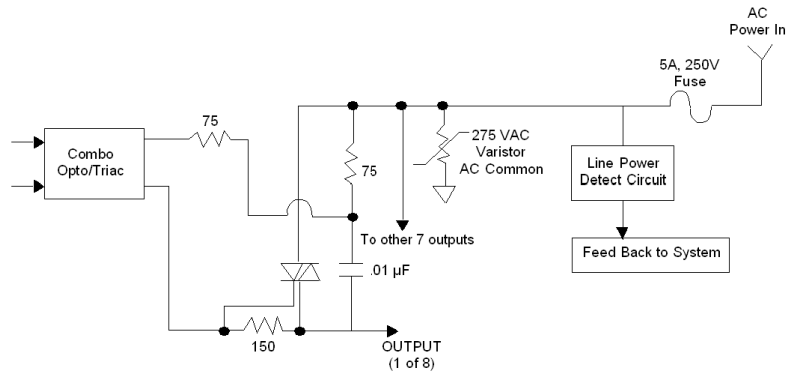 AC
Power In
5A, 250V
Fuse
75
Combo
Opto/Triac
75
275 VAC
Varistor
AC Common
Line Power
Detect Circuit
To other 7 outputs
Feed Back to System
.01 µF
150
OUTPUT
(1 of 8)